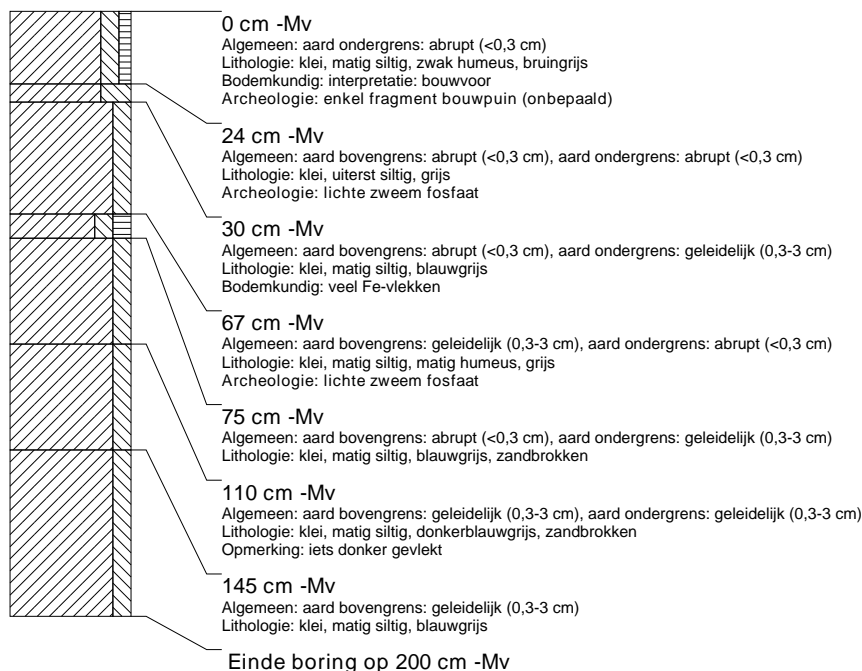 0 cm -Mv
Algemeen: aard ondergrens: abrupt (<0,3 cm)
Lithologie: klei, matig siltig, zwak humeus, bruingrijs
Bodemkundig: interpretatie: bouwvoor
Archeologie: enkel fragment bouwpuin (onbepaald)
24 cm -Mv
Algemeen: aard bovengrens: abrupt (<0,3 cm), aard ondergrens: abrupt (<0,3 cm)
Lithologie: klei, uiterst siltig, grijs
Archeologie: lichte zweem fosfaat
30 cm -Mv
Algemeen: aard bovengrens: abrupt (<0,3 cm), aard ondergrens: geleidelijk (0,3-3 cm)
Lithologie: klei, matig siltig, blauwgrijs
Bodemkundig: veel Fe-vlekken
67 cm -Mv
Algemeen: aard bovengrens: geleidelijk (0,3-3 cm), aard ondergrens: abrupt (<0,3 cm)
Lithologie: klei, matig siltig, matig humeus, grijs
Archeologie: lichte zweem fosfaat
75 cm -Mv
Algemeen: aard bovengrens: abrupt (<0,3 cm), aard ondergrens: geleidelijk (0,3-3 cm)
Lithologie: klei, matig siltig, blauwgrijs, zandbrokken
110 cm -Mv
Algemeen: aard bovengrens: geleidelijk (0,3-3 cm), aard ondergrens: geleidelijk (0,3-3 cm)
Lithologie: klei, matig siltig, donkerblauwgrijs, zandbrokken
Opmerking: iets donker gevlekt
145 cm -Mv
Algemeen: aard bovengrens: geleidelijk (0,3-3 cm)
Lithologie: klei, matig siltig, blauwgrijs
Einde boring op 200 cm -Mv